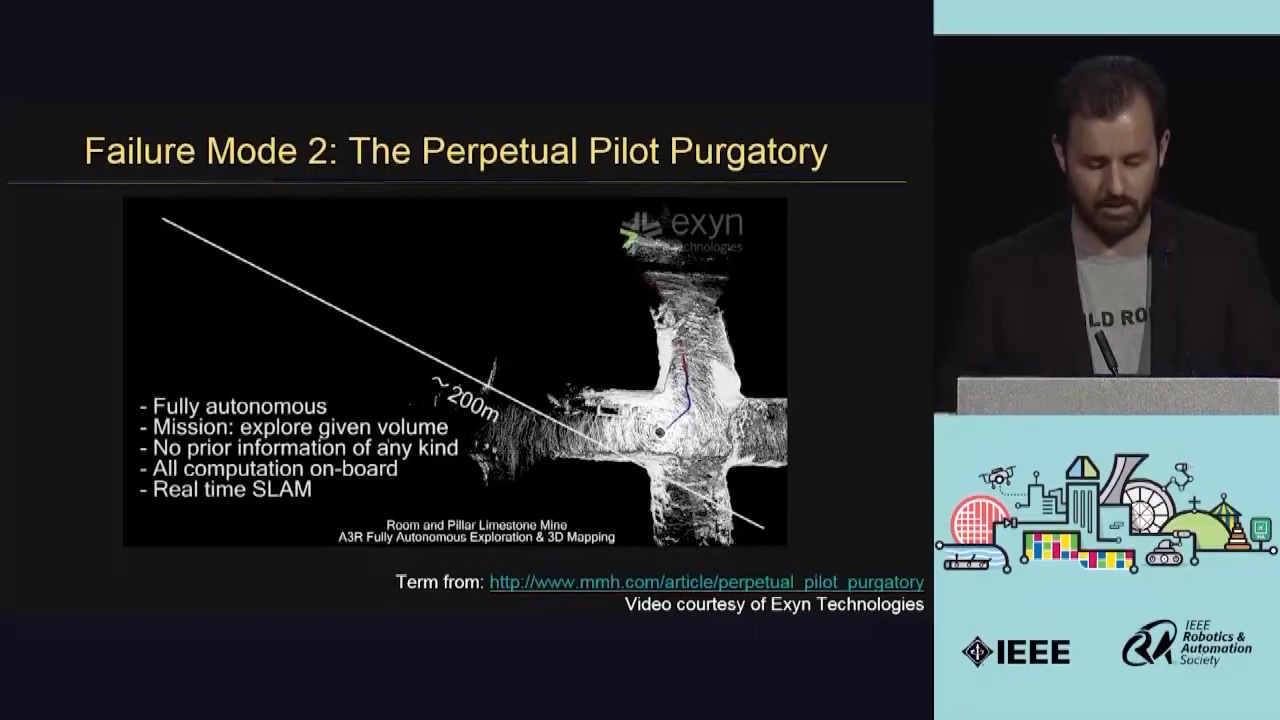 Failure Mode 2: The Perpetual Pilot Purgatory
exyn
technologies
~200m
- Fully autonomous
- Mission: explore given volume
- No prior information of any kind
- All computation on-board
- Real time SLAM
Room and Pillar Limestone Mine
A3R Fully Autonomous Exploration & 3D Mapping
Term from: http://www.mmh.com/article/perpetual_pilot_purgatory
Video courtesy of Exyn Technologies
LD RO
IEEE
IEEE
Robotics &
Automation
Society